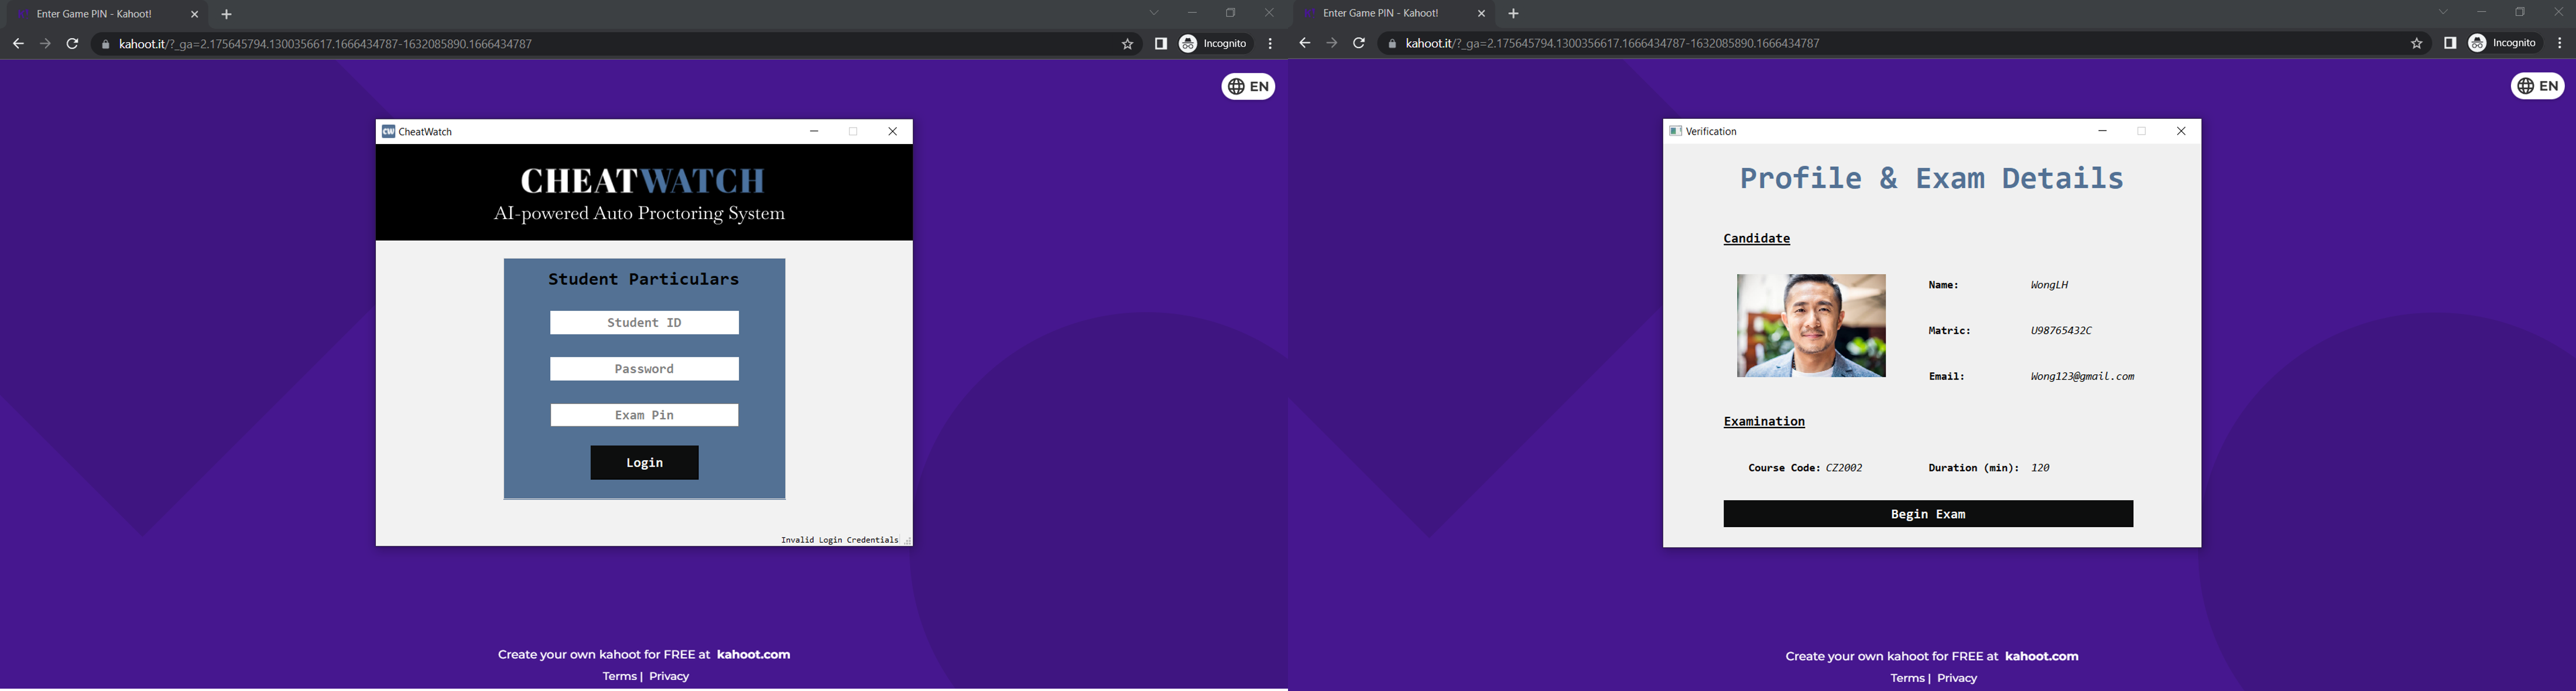 Enter Game PIN - Kahoot!
kahoot.it/?_ga=2.175645794.1300356617.1666434787-1632085890.1666434787
Incognito
EN
CW CheatWatch
CHEATWATCH
AI-powered Auto Proctoring System
Student Particulars
Student ID
Password
Exam Pin
Login
Invalid Login Credentials
Create your own kahoot for FREE at kahoot.com
Terms | Privacy
Enter Game PIN - Kahoot!
kahoot.it/?_ga=2.175645794.1300356617.1666434787-1632085890.1666434787
Incognito
EN
Verification
Profile & Exam Details
Candidate
Name: WongLH
Matric: U98765432C
Email: Wong123@gmail.com
Examination
Course Code: CZ2002 Duration (min): 120
Begin Exam
Create your own kahoot for FREE at kahoot.com
Terms | Privacy